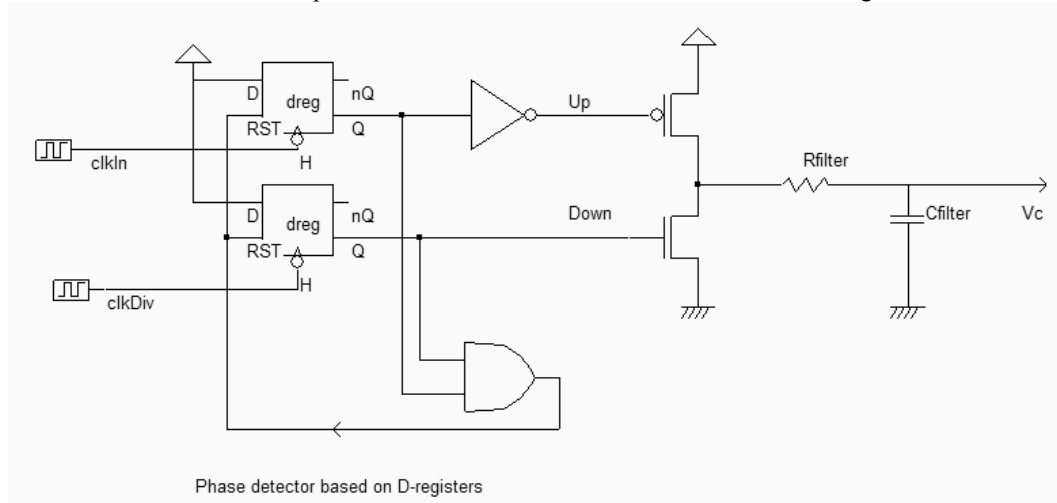 D
dreg
nQ
RST
Q
H
clkIn
Up
Rfilter
D
dreg
nQ
RST
Q
H
clkDiv
Down
Cfilter
Vc
Phase detector based on D-registers